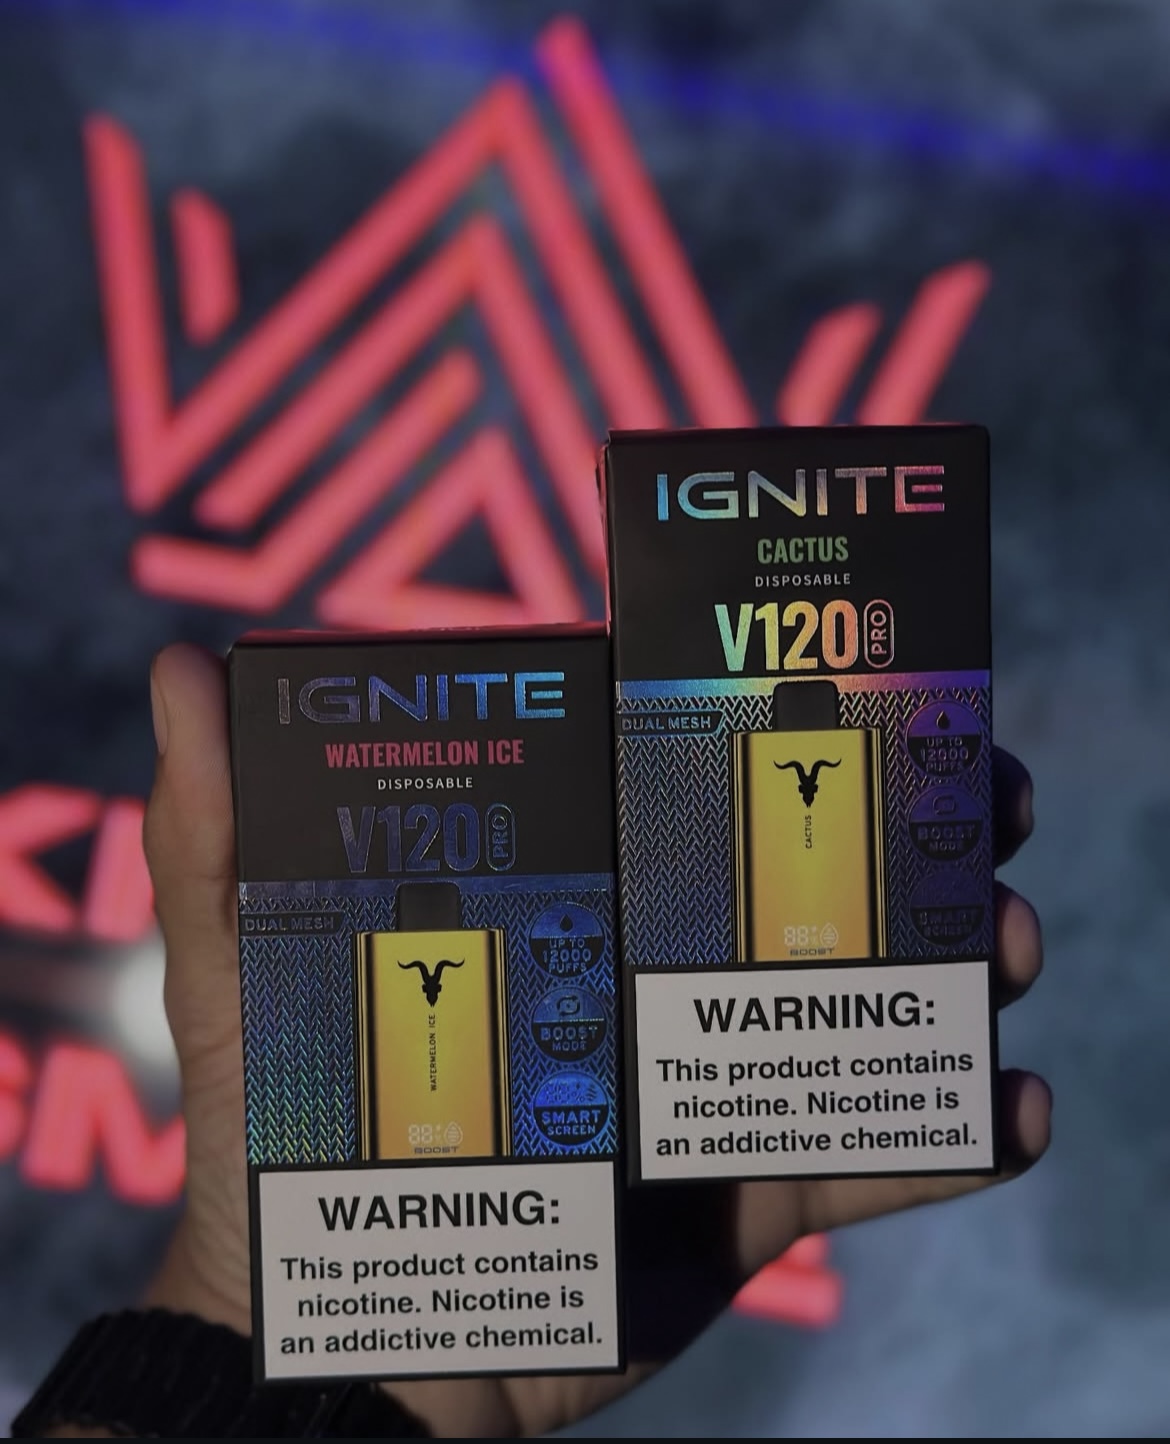 IGNITE
CACTUS
DISPOSABLE
V120 PRO
DUAL MESH
UP TO
12000
PUFFS
BOOST
MODE
SMART
SCREEN
CACTUS
88%
BOOST
WARNING:
This product contains
nicotine. Nicotine is
an addictive chemical.
IGNITE
WATERMELON ICE
DISPOSABLE
V120 PRO
DUAL MESH
UP TO
12000
PUFFS
BOOST
MODE
SMART
SCREEN
WATERMELON ICE
88%
BOOST
WARNING:
This product contains
nicotine. Nicotine is
an addictive chemical.